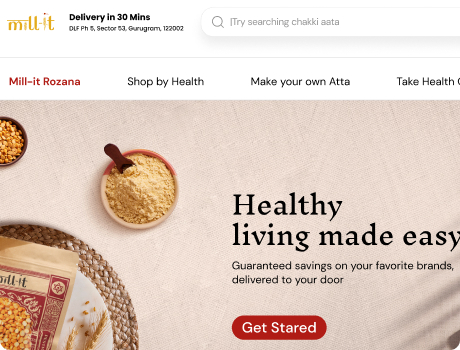 mill-it
Delivery in 30 Mins
DLF Ph 5, Sector 53, Gurugram, 122002
Try searching chakki aata
Mill-it Rozana
Shop by Health
Make your own Atta
Take Health
Healthy
living made easy
Guaranteed savings on your favorite brands,
delivered to your door
mill-it
Get Stared